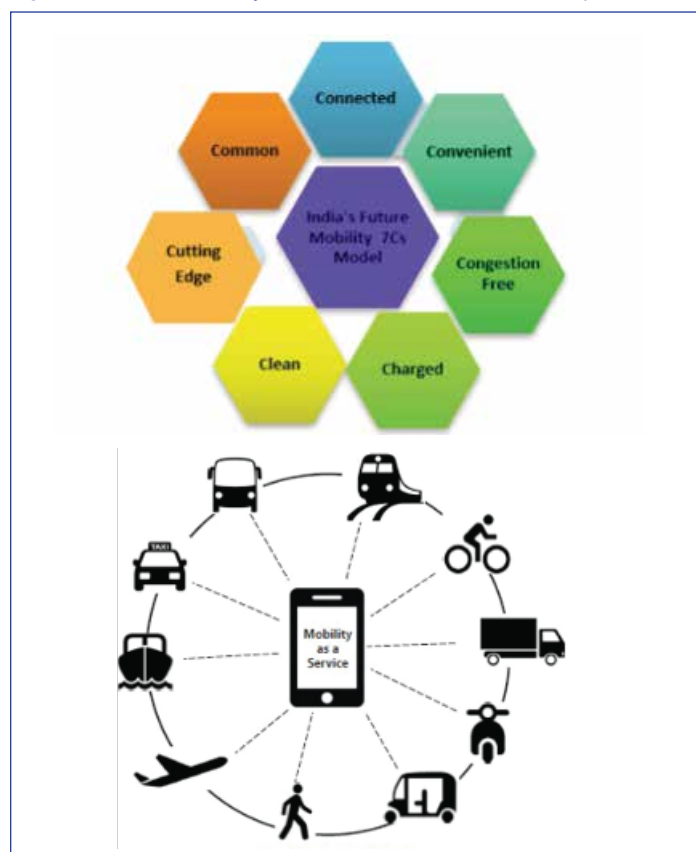 Connected
Common
Convenient
India's Future
Mobility 7Cs
Model
Cutting
Edge
Congestion
Free
Clean
Charged
TAXI
Mobility
as a
Service